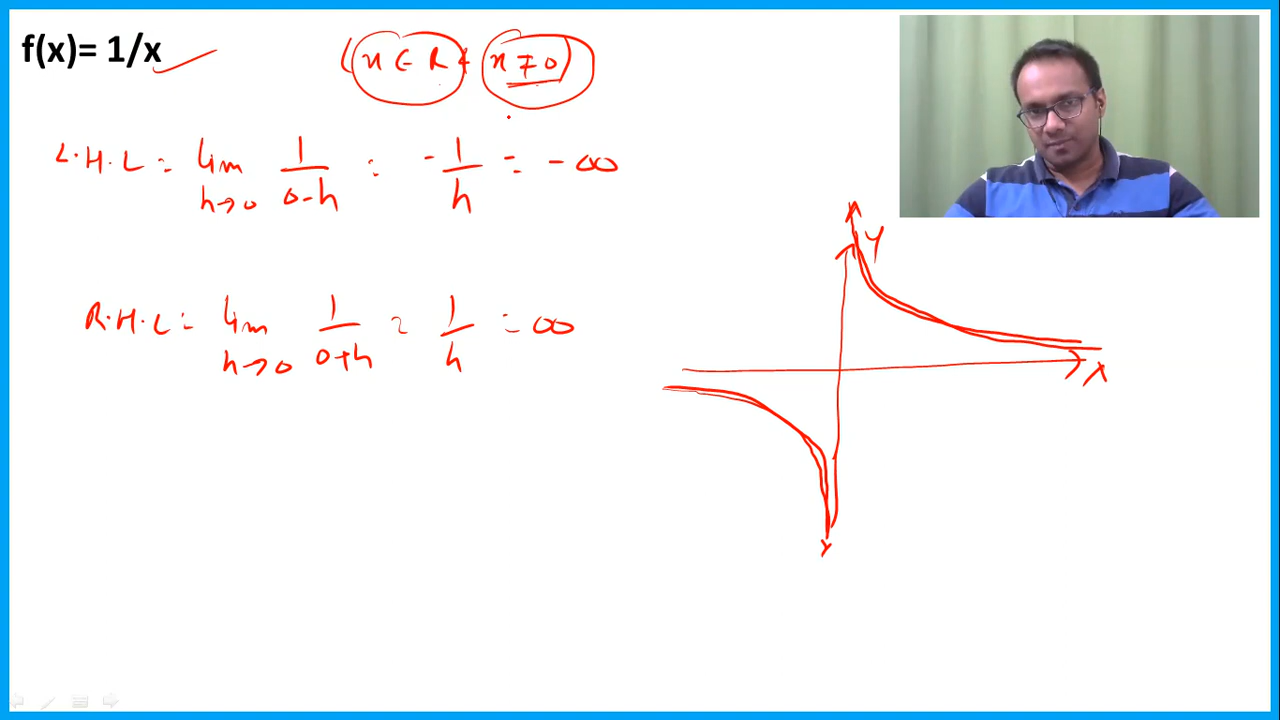 f(x)= 1/x
(x ∈ R & x ≠ 0)
L.H.L = lim h→0 1/0-h = -1/h = -∞
R.H.L = lim h→0 1/0+h = 1/h = ∞
Y
X